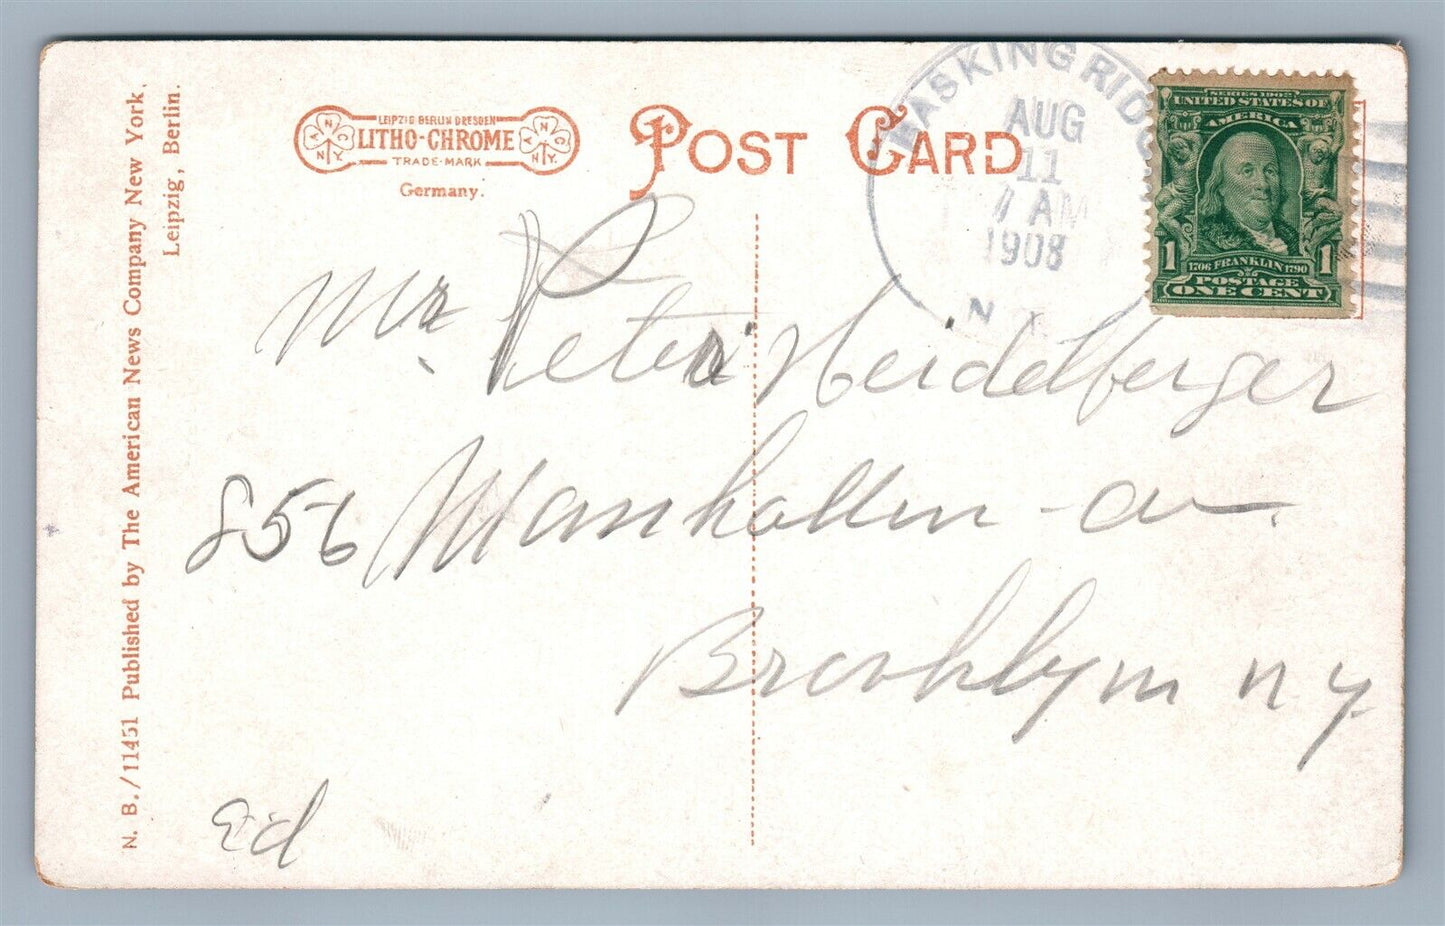 LEIPZIG BERLIN DRESDEN
LITHO-CHROME
TRADE-MARK
Germany.
POST CARD
BASKING RIDGE
AUG
11
7 AM
1908
N
SERIES 1902
UNITED STATES OF
AMERICA
1 1
1706 FRANKLIN 1790
POSTAGE
ONE CENT
Mr. Peter Heidelberger
856 Manhatten - av.
Brooklyn n y
Ed
N. B./11451 Published by The American News Company New York,
Leipzig, Berlin.